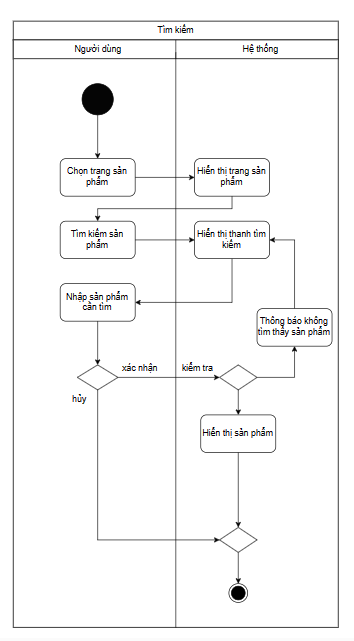 Tìm kiếm
Người dùng
Hệ thống
Chọn trang sản
phẩm
Hiển thị trang sản
phẩm
Tìm kiếm sản
phẩm
Hiển thị thanh tìm
kiếm
Nhập sản phẩm
cần tìm
Thông báo không
tìm thấy sản phẩm
xác nhận
kiểm tra
hủy
Hiển thị sản phẩm